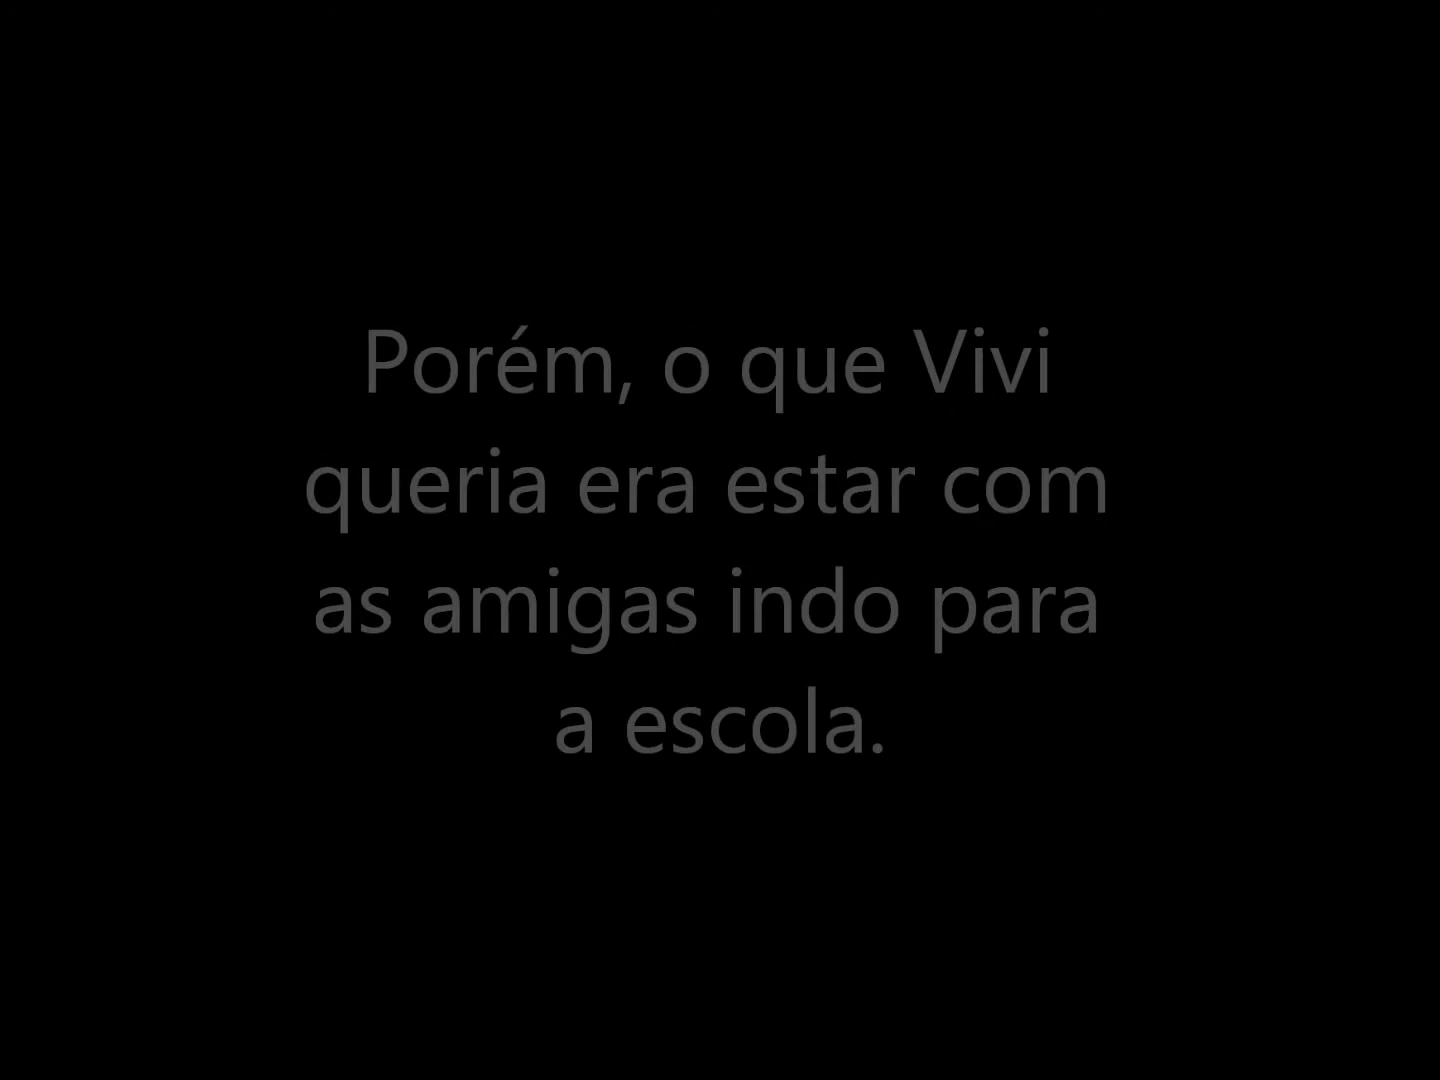 Porém, o que Vivi
queria era estar com
as amigas indo para
a escola.